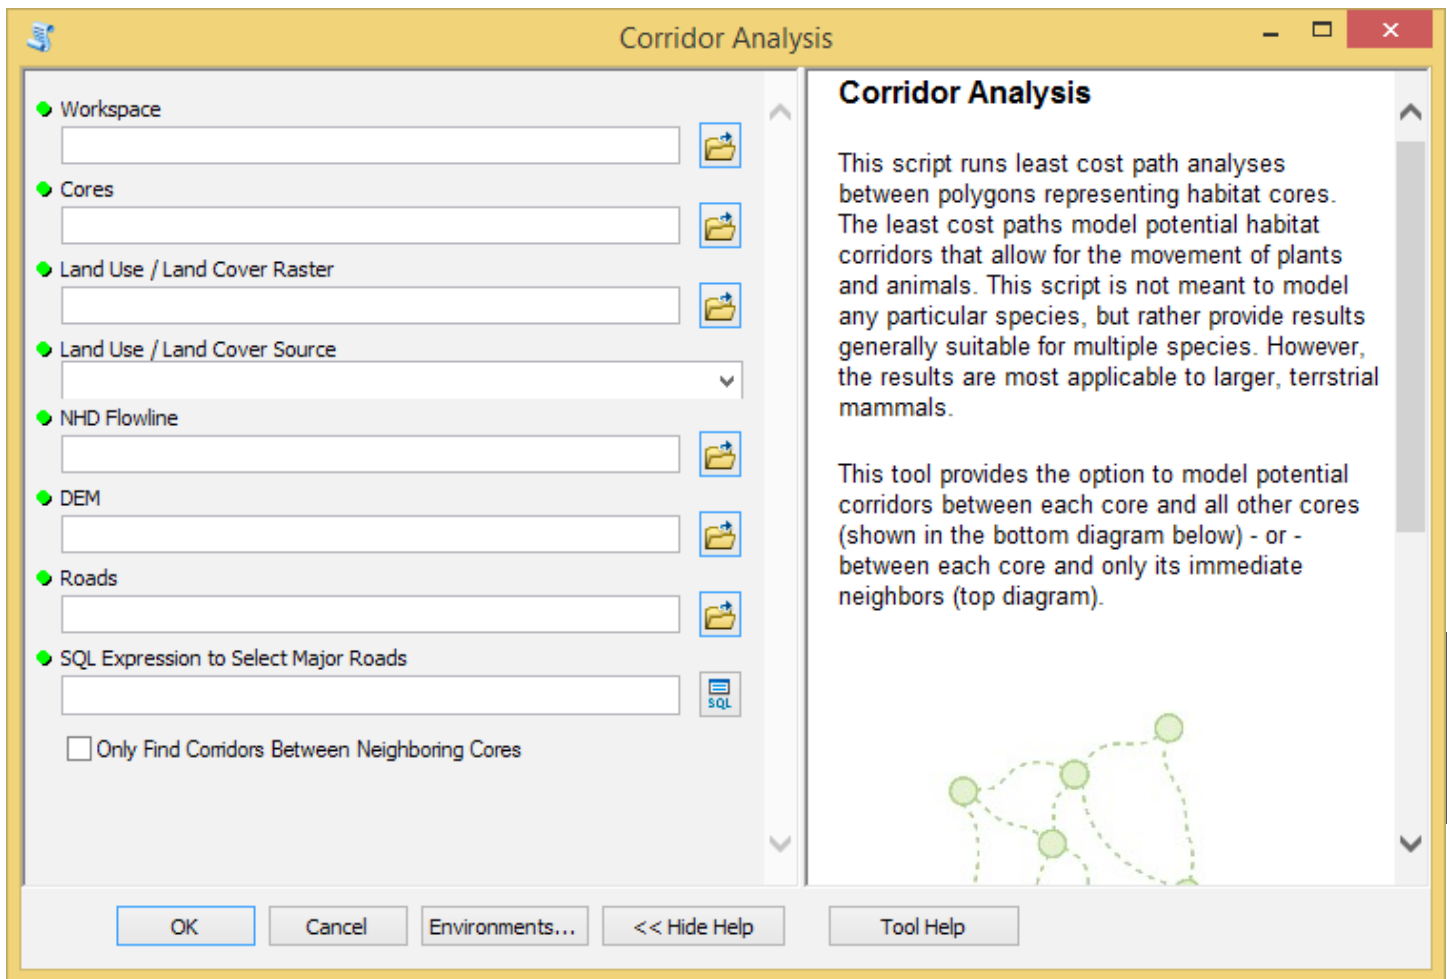 Corridor Analysis
Workspace
Cores
Land Use / Land Cover Raster
Land Use / Land Cover Source
NHD Flowline
DEM
Roads
SQL Expression to Select Major Roads
SQL
Only Find Corridors Between Neighboring Cores
Corridor Analysis
This script runs least cost path analyses
between polygons representing habitat cores.
The least cost paths model potential habitat
corridors that allow for the movement of plants
and animals. This script is not meant to model
any particular species, but rather provide results
generally suitable for multiple species. However,
the results are most applicable to larger, terrstrial
mammals.
This tool provides the option to model potential
corridors between each core and all other cores
(shown in the bottom diagram below) - or -
between each core and only its immediate
neighbors (top diagram).
OK
Cancel
Environments...
<< Hide Help
Tool Help